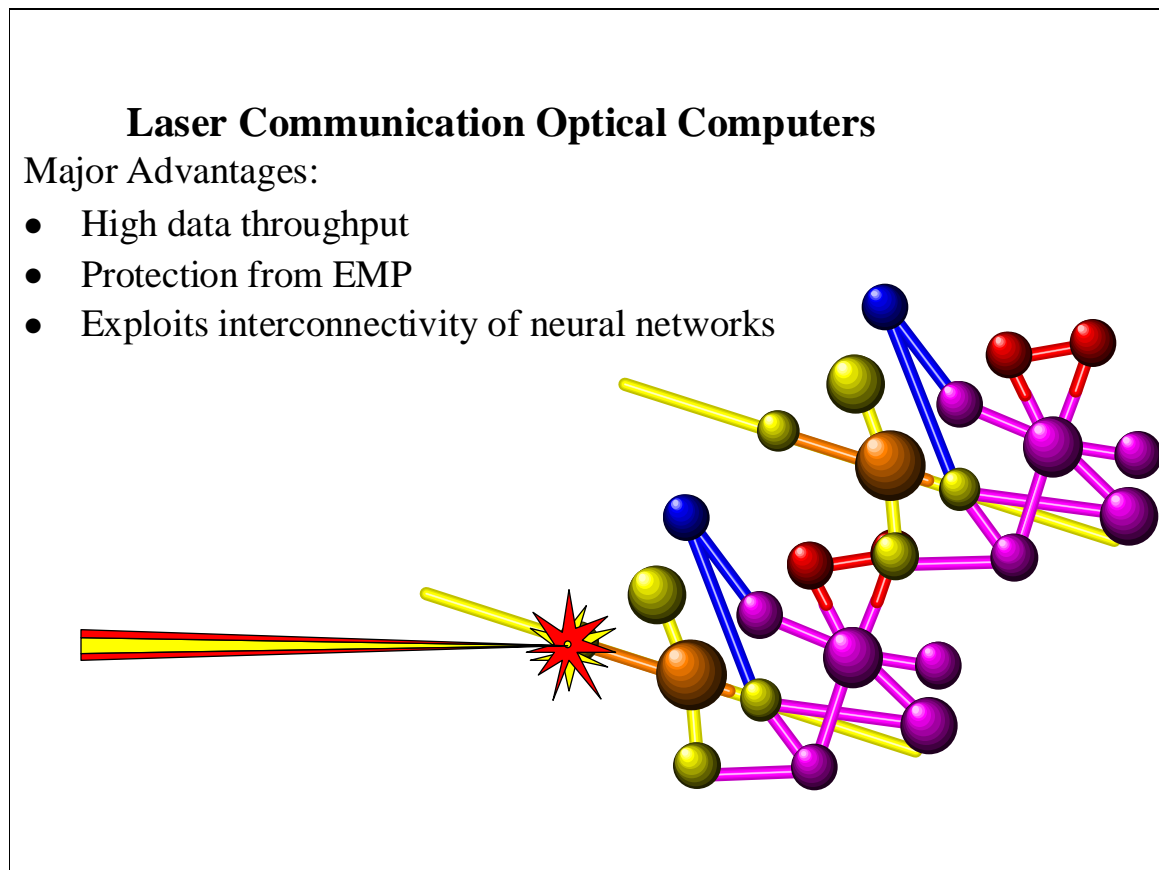 Laser Communication Optical Computers
Major Advantages:
● High data throughput
● Protection from EMP
● Exploits interconnectivity of neural networks